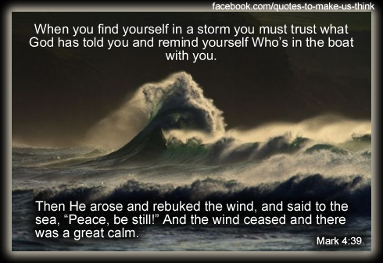 facebook.com/quotes-to-make-us-think
When you find yourself in a storm you must trust what
God has told you and remind yourself Who's in the boat
with you.
Then He arose and rebuked the wind, and said to the
sea, “Peace, be still!” And the wind ceased and there
was a great calm.
Mark 4:39